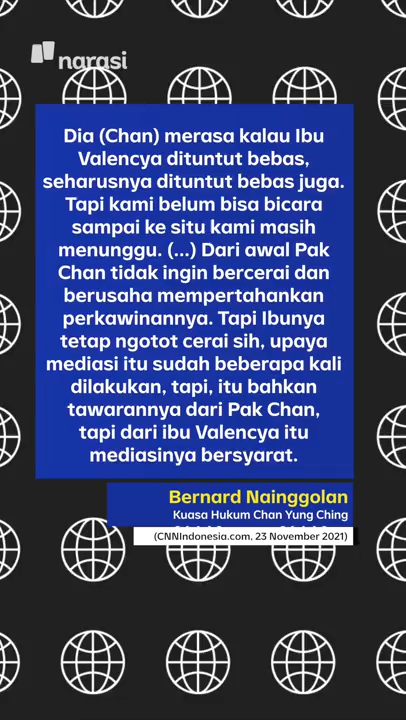 narasi
Dia (Chan) merasa kalau Ibu
Valencya dituntut bebas,
seharusnya dituntut bebas juga.
Tapi kami belum bisa bicara
sampai ke situ kami masih
menunggu. (...) Dari awal Pak
Chan tidak ingin bercerai dan
berusaha mempertahankan
perkawinannya. Tapi Ibunya
tetap ngotot cerai sih, upaya
mediasi itu sudah beberapa kali
dilakukan, tapi, itu bahkan
tawarannya dari Pak Chan,
tapi dari ibu Valencya itu
mediasinya bersyarat.
Bernard Nainggolan
Kuasa Hukum Chan Yung Ching
(CNNIndonesia.com, 23 November 2021)